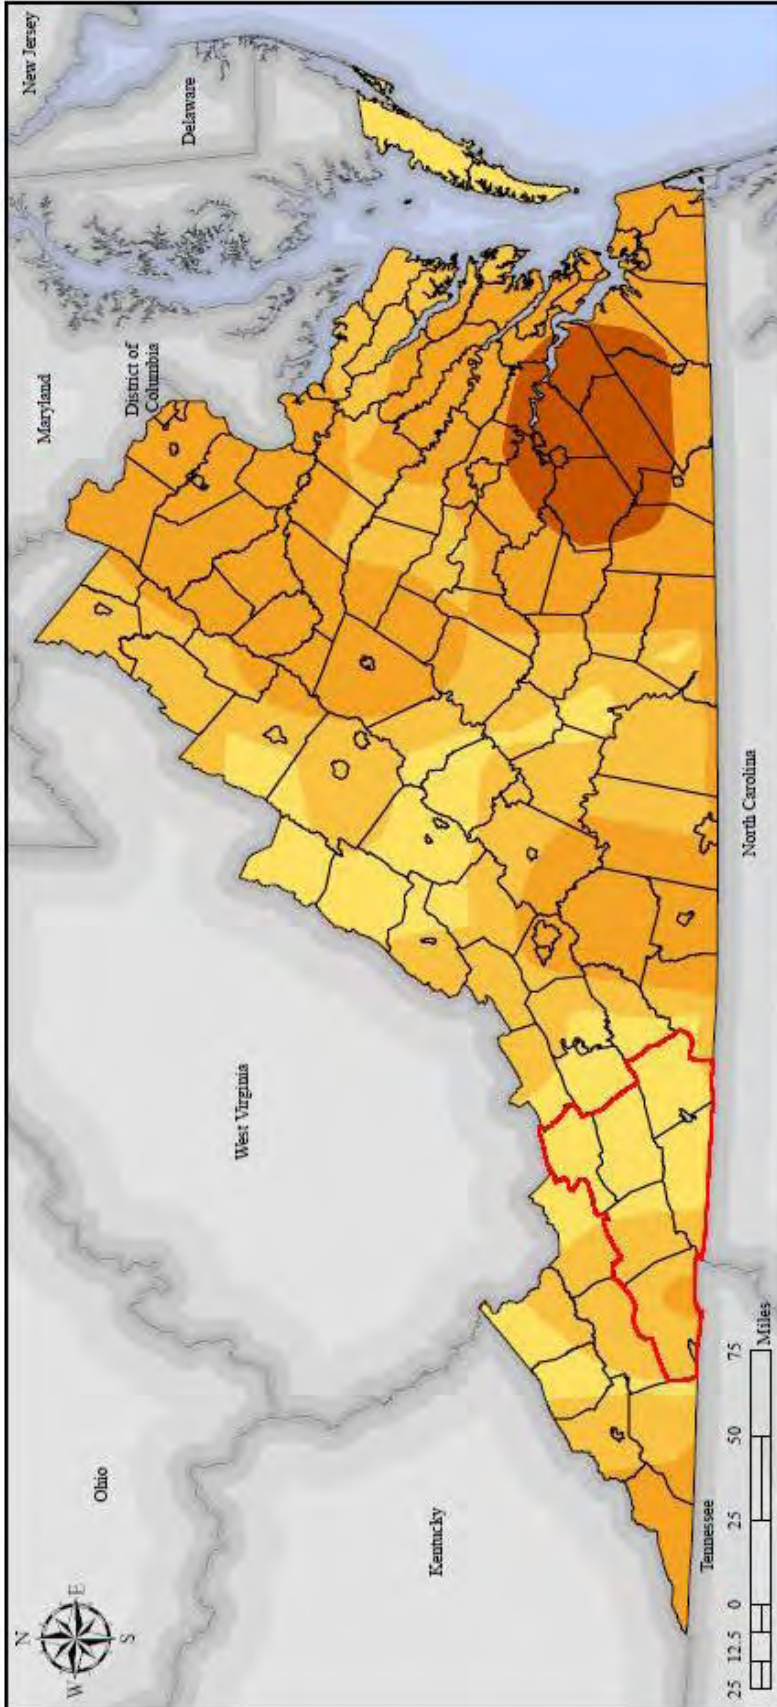 N
W
E
S
Ohio
Kentucky
West Virginia
Maryland
District of
Columbia
Delaware
New Jersey
Tennessee
North Carolina
25 12.5 0 25 50 75
Miles